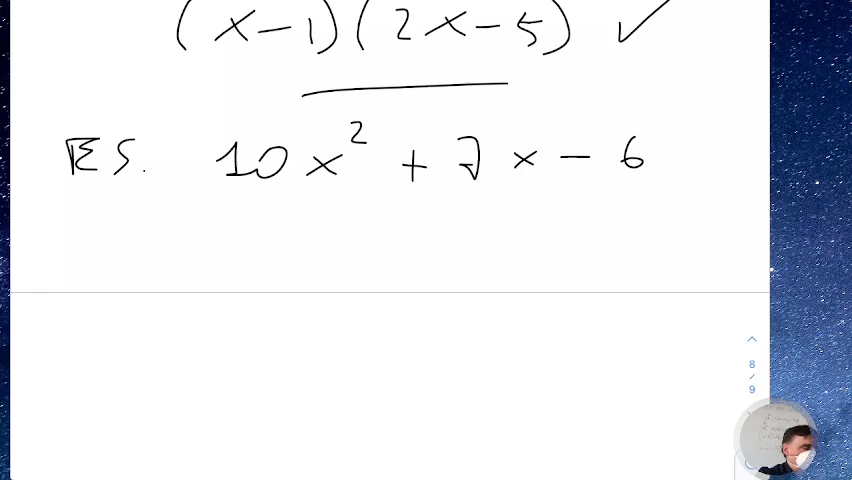 (x-1)(2x-5) ✓
ES. 10x² + 7x - 6
8
/
9